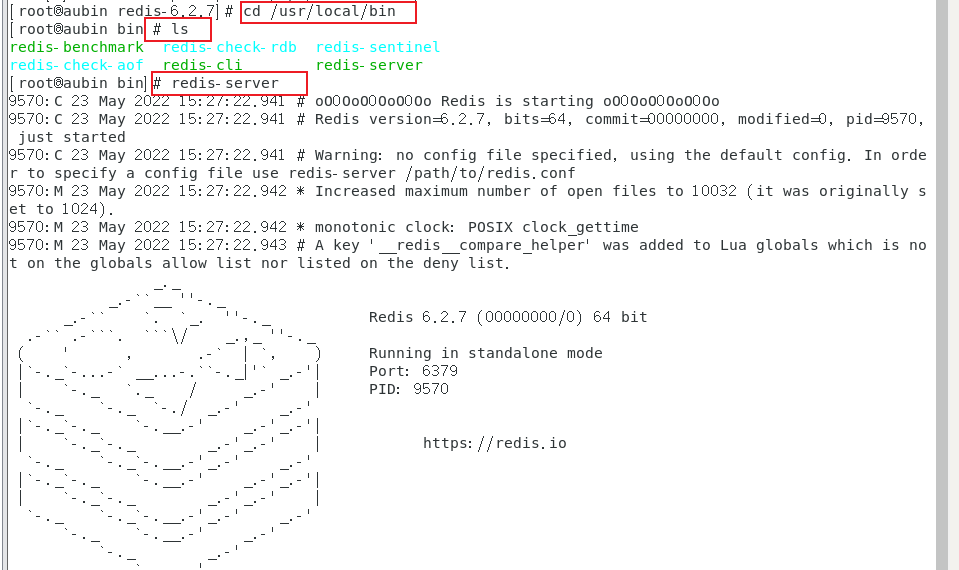 [root@aubin redis-6.2.7]# cd /usr/local/bin
[root@aubin bin]# ls
redis-benchmark  redis-check-rdb  redis-sentinel
redis-check-aof  redis-cli        redis-server
[root@aubin bin]# redis-server
9570:C 23 May 2022 15:27:22.941 # oO0OoO0OoO0Oo Redis is starting oO0OoO0OoO0Oo
9570:C 23 May 2022 15:27:22.941 # Redis version=6.2.7, bits=64, commit=00000000, modified=0, pid=9570,
 just started
9570:C 23 May 2022 15:27:22.941 # Warning: no config file specified, using the default config. In orde
r to specify a config file use redis-server /path/to/redis.conf
9570:M 23 May 2022 15:27:22.942 * Increased maximum number of open files to 10032 (it was originally s
et to 1024).
9570:M 23 May 2022 15:27:22.942 * monotonic clock: POSIX clock_gettime
9570:M 23 May 2022 15:27:22.943 # A key '__redis__compare_helper' was added to Lua globals which is no
t on the globals allow list nor listed on the deny list.
Redis 6.2.7 (00000000/0) 64 bit
Running in standalone mode
Port: 6379
PID: 9570
https://redis.io